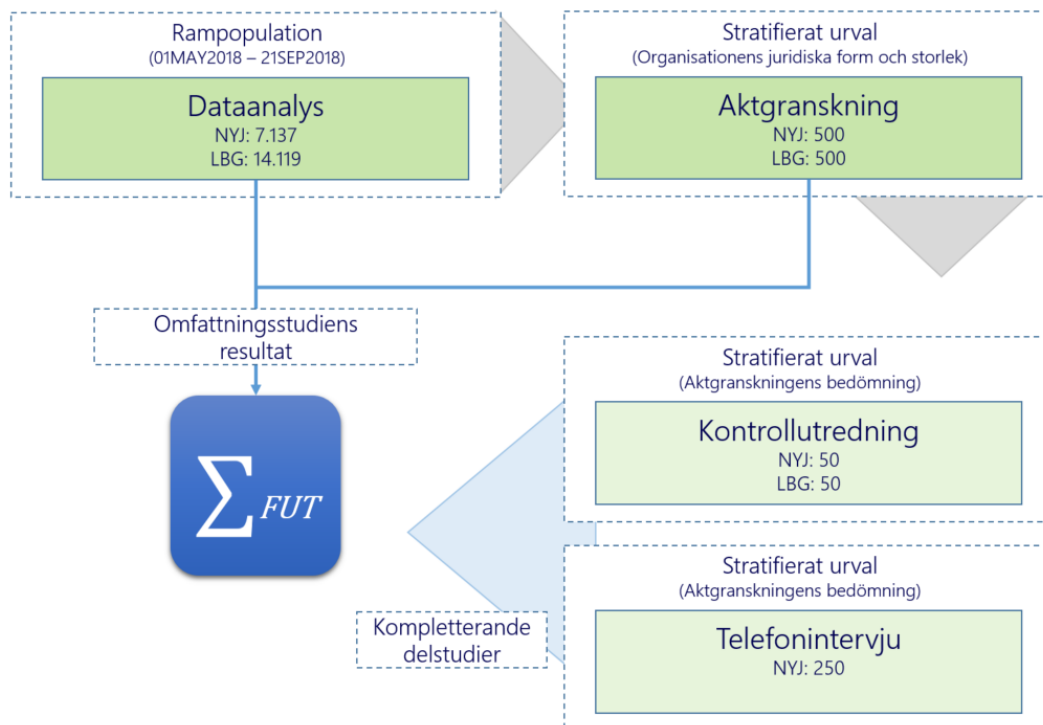 Rampopulation
(01MAY2018 – 21SEP2018)
Dataanalys
NYJ: 7.137
LBG: 14.119
Stratifierat urval
(Organisationens juridiska form och storlek)
Aktgranskning
NYJ: 500
LBG: 500
Omfattningsstudiens
resultat
∑ FUT
Stratifierat urval
(Aktgranskningens bedömning)
Kontrollutredning
NYJ: 50
LBG: 50
Kompletterande
delstudier
Stratifierat urval
(Aktgranskningens bedömning)
Telefonintervju
NYJ: 250